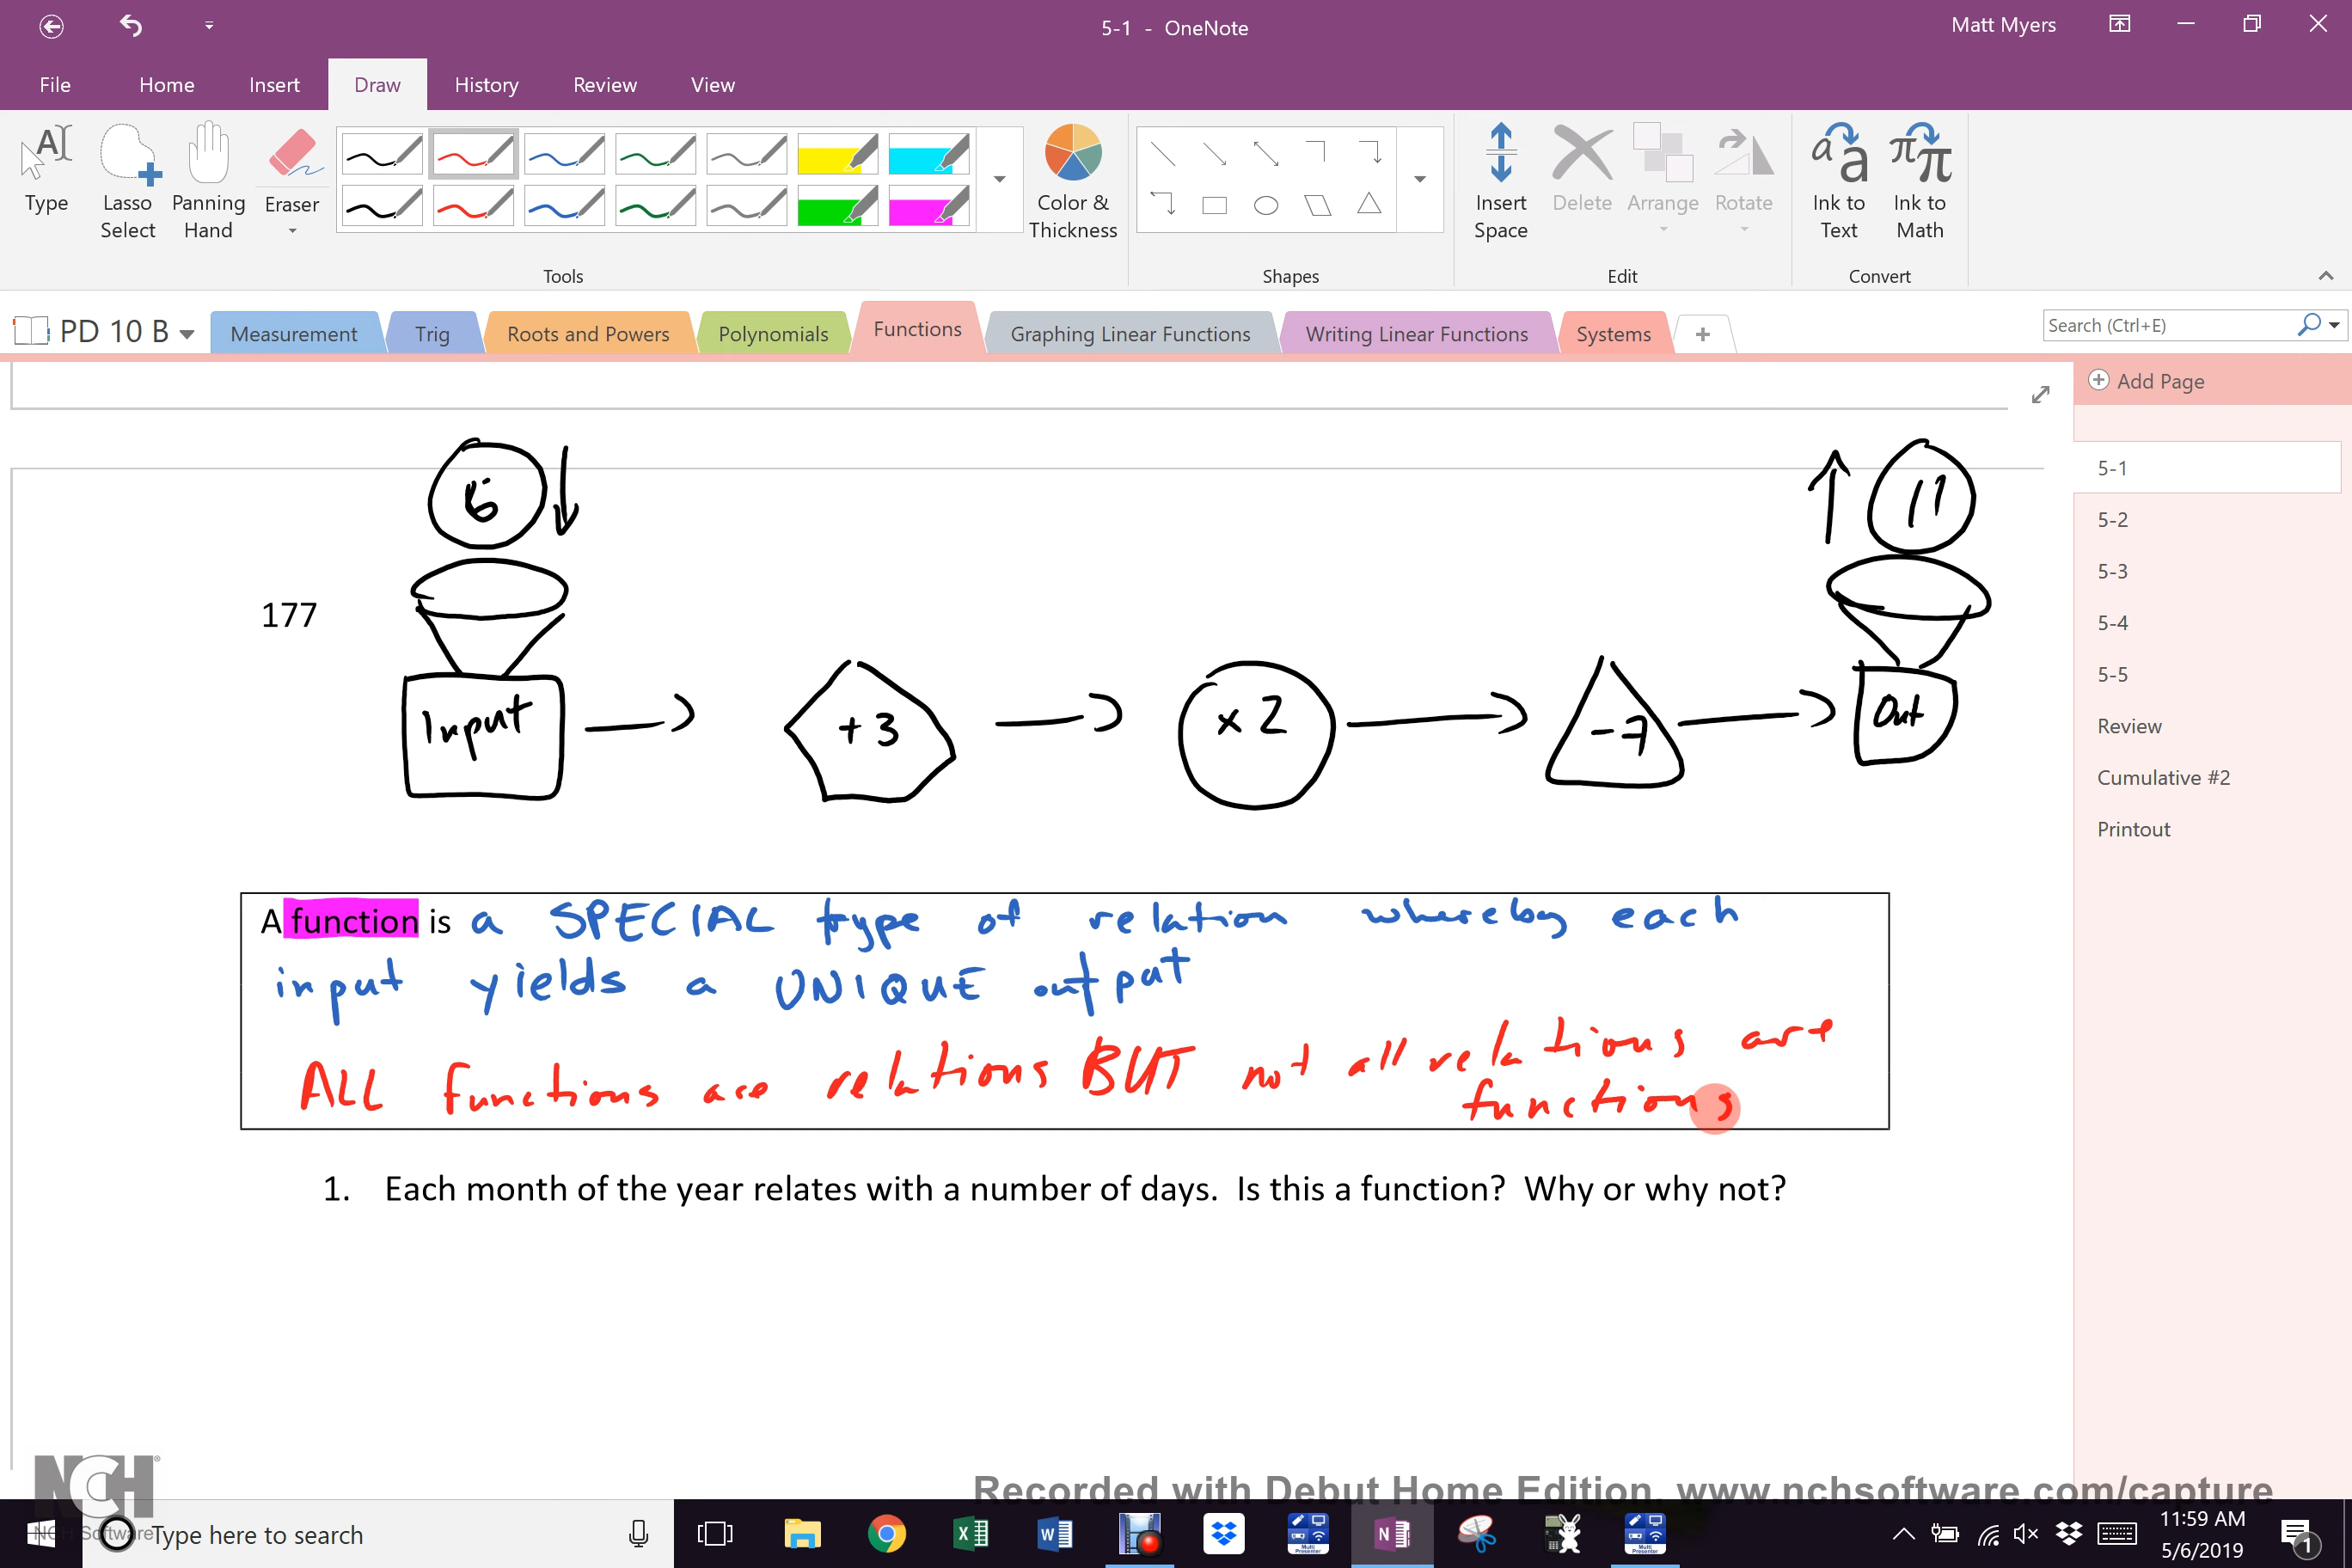 5-1 - OneNote
Matt Myers
File Home Insert Draw History Review View
Type
Lasso Select
Panning Hand
Eraser
Color & Thickness
Insert Space
Delete
Arrange
Rotate
Ink to Text
Ink to Math
Tools
Shapes
Edit
Convert
PD 10 B
Measurement
Trig
Roots and Powers
Polynomials
Functions
Graphing Linear Functions
Writing Linear Functions
Systems
+
Search (Ctrl+E)
Add Page
5-1
5-2
5-3
5-4
5-5
Review
Cumulative #2
Printout
6
11
177
Input
+3
x 2
-7
Out
A function is a SPECIAL type of relation whereby each
input yields a UNIQUE output
ALL functions are relations BUT not all relations are
functions
1. Each month of the year relates with a number of days. Is this a function? Why or why not?
NCH
NCH Software
Recorded with Debut Home Edition. www.nchsoftware.com/capture
Type here to search
11:59 AM
5/6/2019
1